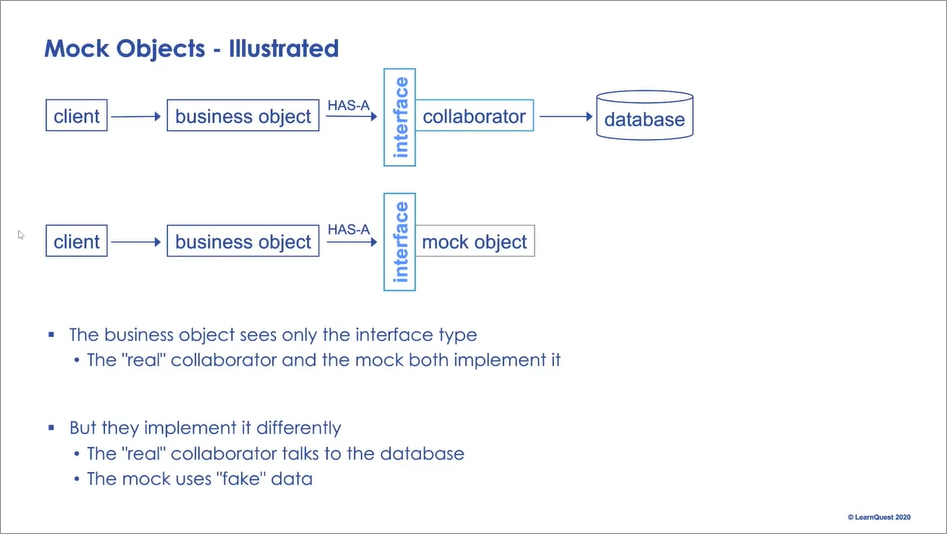 Mock Objects - Illustrated
client
business object
HAS-A
interface
collaborator
database
client
business object
HAS-A
interface
mock object
▪ The business object sees only the interface type
• The "real" collaborator and the mock both implement it
▪ But they implement it differently
• The "real" collaborator talks to the database
• The mock uses "fake" data
© LearnQuest 2020